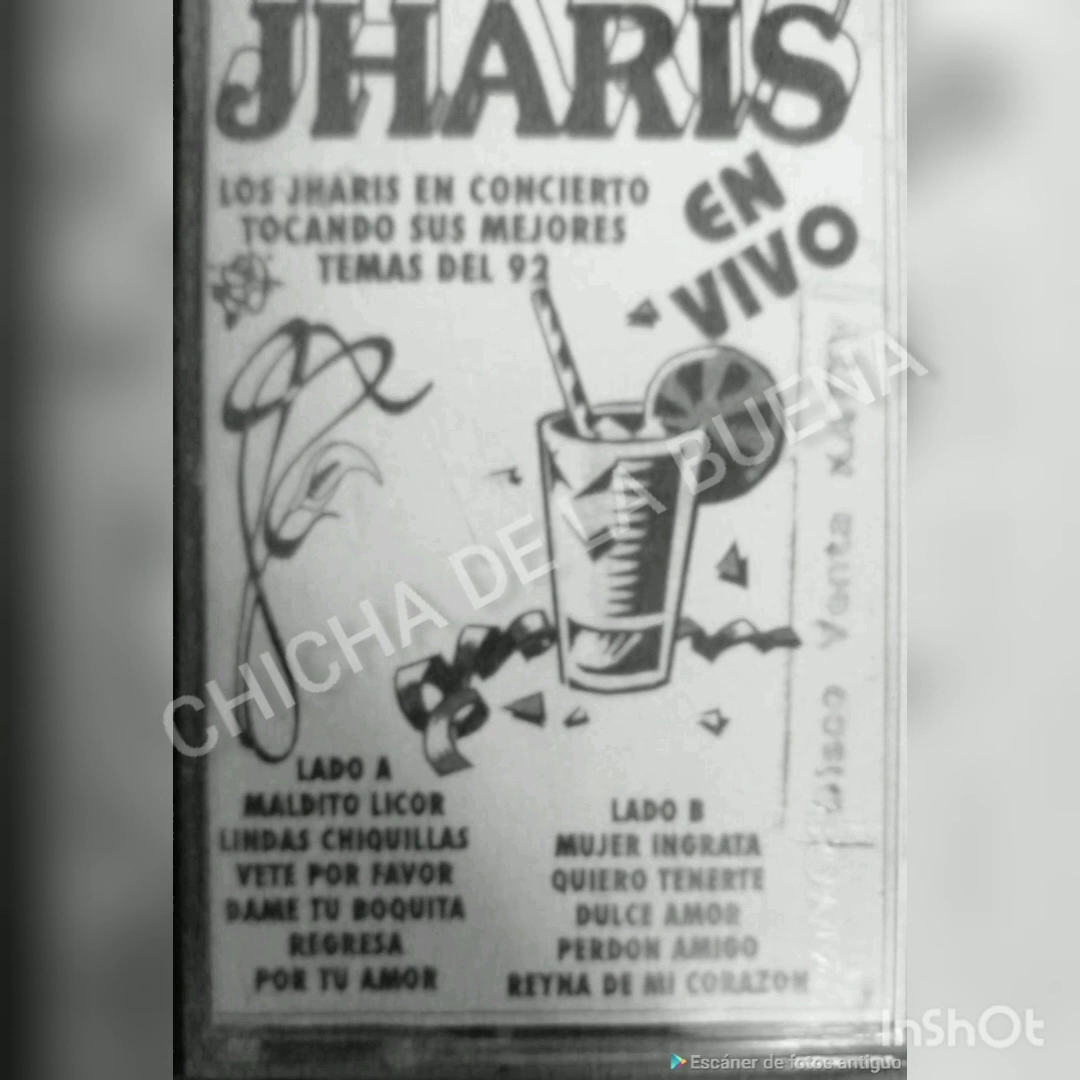 JHARIS
LOS JHARIS EN CONCIERTO
TOCANDO SUS MEJORES
TEMAS DEL 92
EN
VIVO
CHICHA DE LA BUENA
Venta
LADO A
MALDITO LICOR
LINDAS CHIQUILLAS
VETE POR FAVOR
DAME TU BOQUITA
REGRESA
POR TU AMOR
LADO B
MUJER INGRATA
QUIERO TENERTE
DULCE AMOR
PERDON AMIGO
REYNA DE MI CORAZON
InShOt
Escáner de fotos antiguo